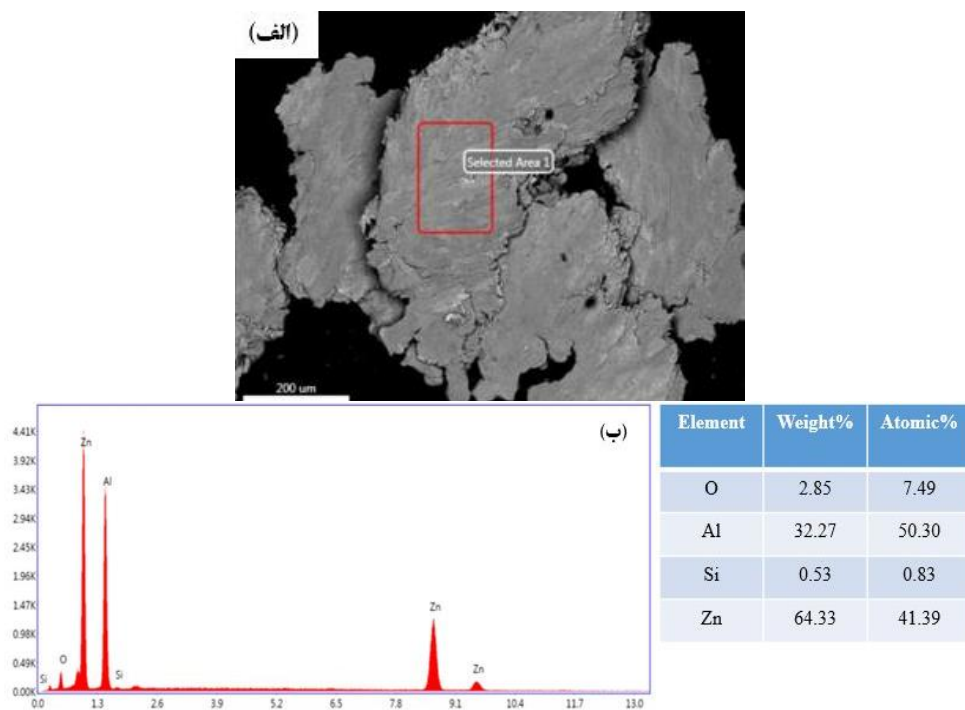 (الف)
Selected Area 1
200 um
(ب)
4.41K
3.92K
3.43K
2.94K
2.45K
1.96K
1.47K
0.98K
0.49K
0.00K
Zn
Al
Zn
Zn
Si
O
Si
0.0 1.3 2.6 3.9 5.2 6.5 7.8 9.1 10.4 11.7 13.0
Element Weight% Atomic%
O 2.85 7.49
Al 32.27 50.30
Si 0.53 0.83
Zn 64.33 41.39